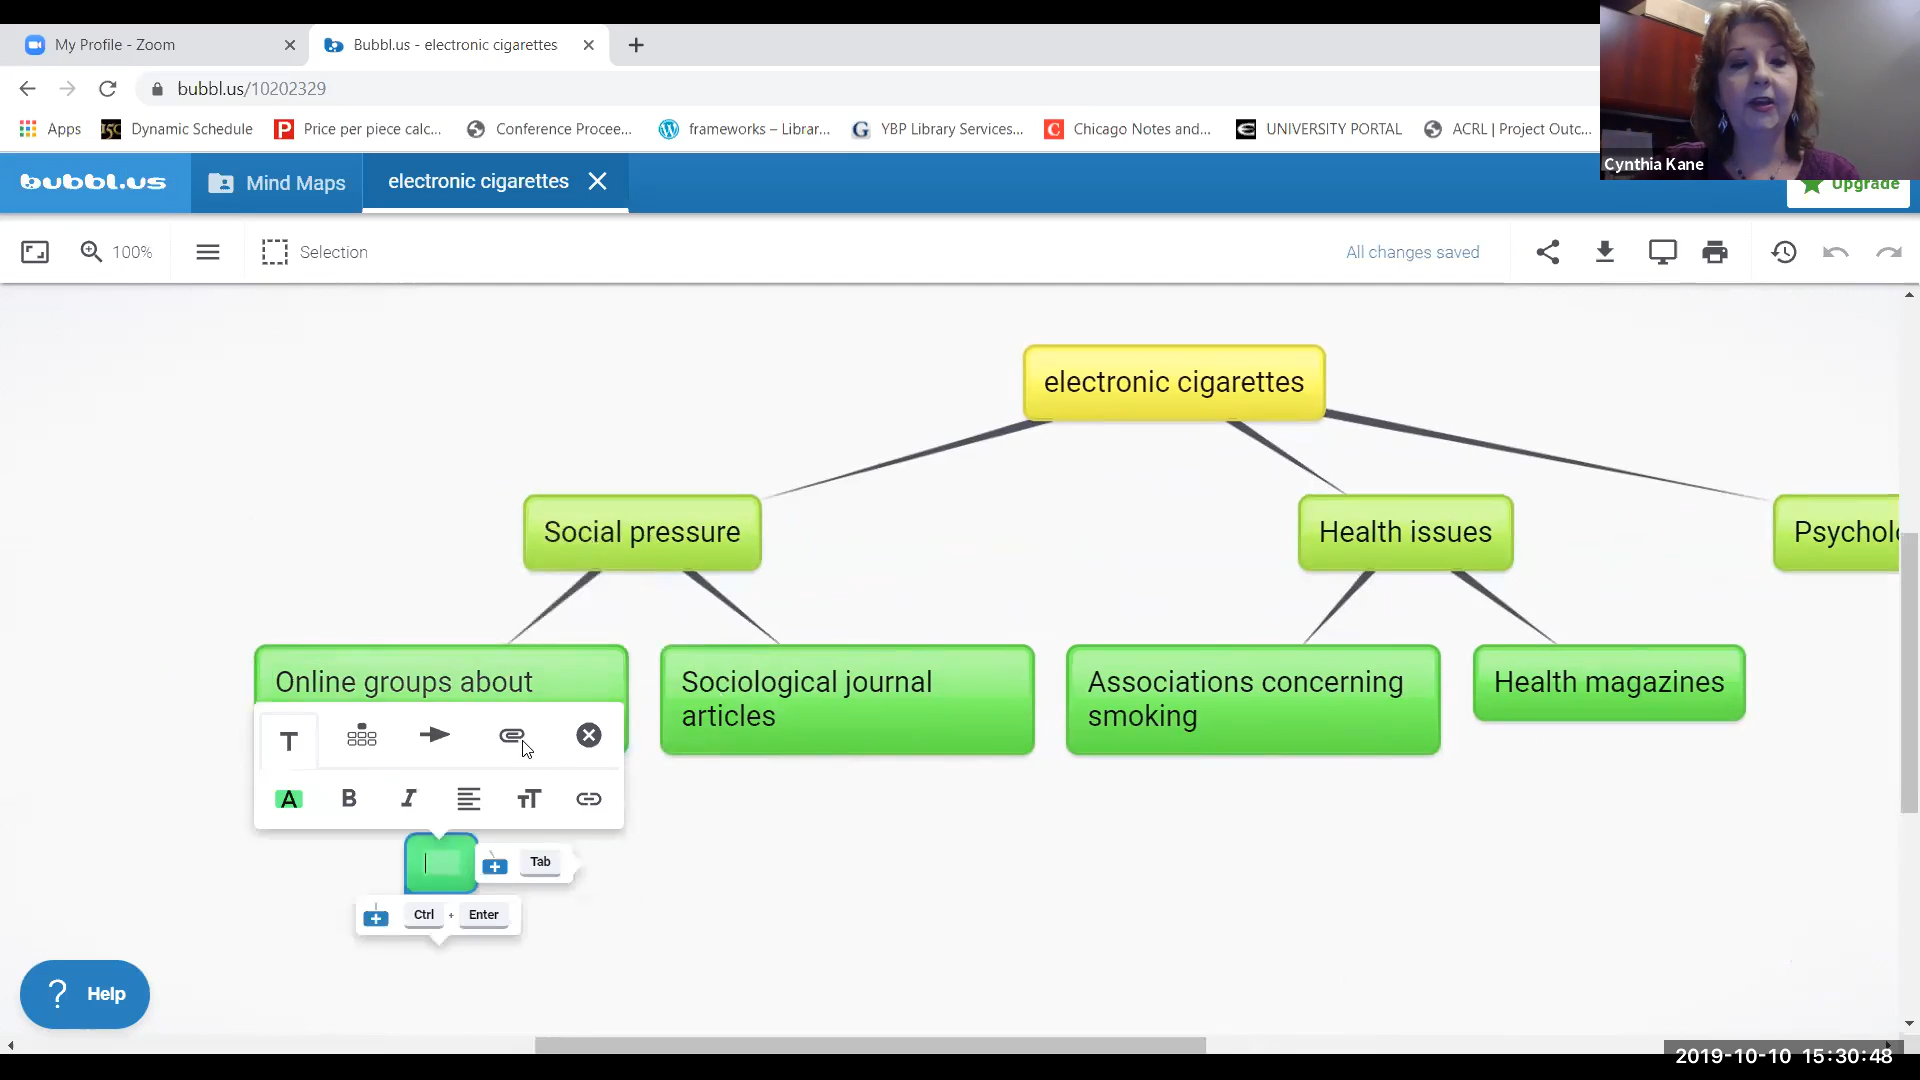 My Profile - Zoom
Bubbl.us - electronic cigarettes
bubbl.us/10202329
Apps
15C
Dynamic Schedule
P
Price per piece calc...
Conference Procee...
frameworks – Librar...
G
YBP Library Services...
C
Chicago Notes and...
UNIVERSITY PORTAL
ACRL | Project Outc...
Cynthia Kane
bubbl.us
Mind Maps
electronic cigarettes
Upgrade
100%
Selection
All changes saved
electronic cigarettes
Social pressure
Health issues
Psycholo
Online groups about
Sociological journal
articles
Associations concerning
smoking
Health magazines
T
A
B
I
TT
Tab
Ctrl + Enter
? Help
2019-10-10 15:30:48